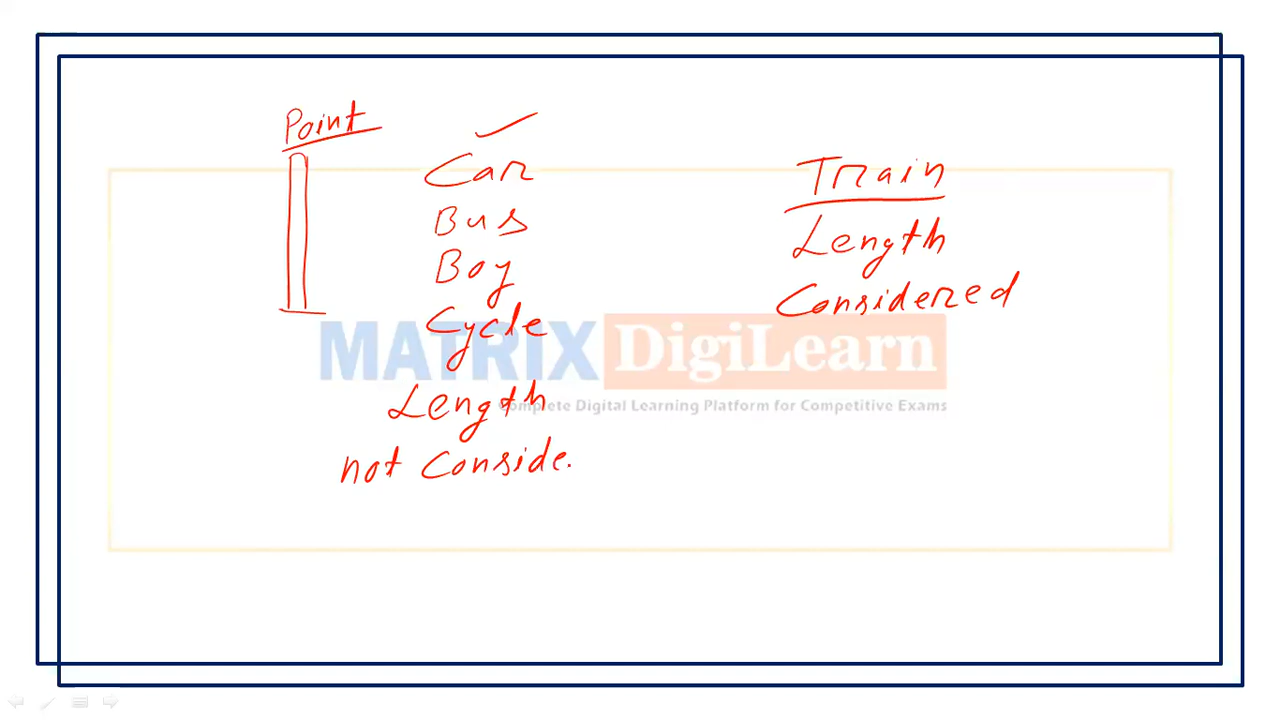 Point
Car
Bus
Boy
Cycle
Length
not Conside.
Train
Length
Considered
MATRIX DigiLearn
Complete Digital Learning Platform for Competitive Exams